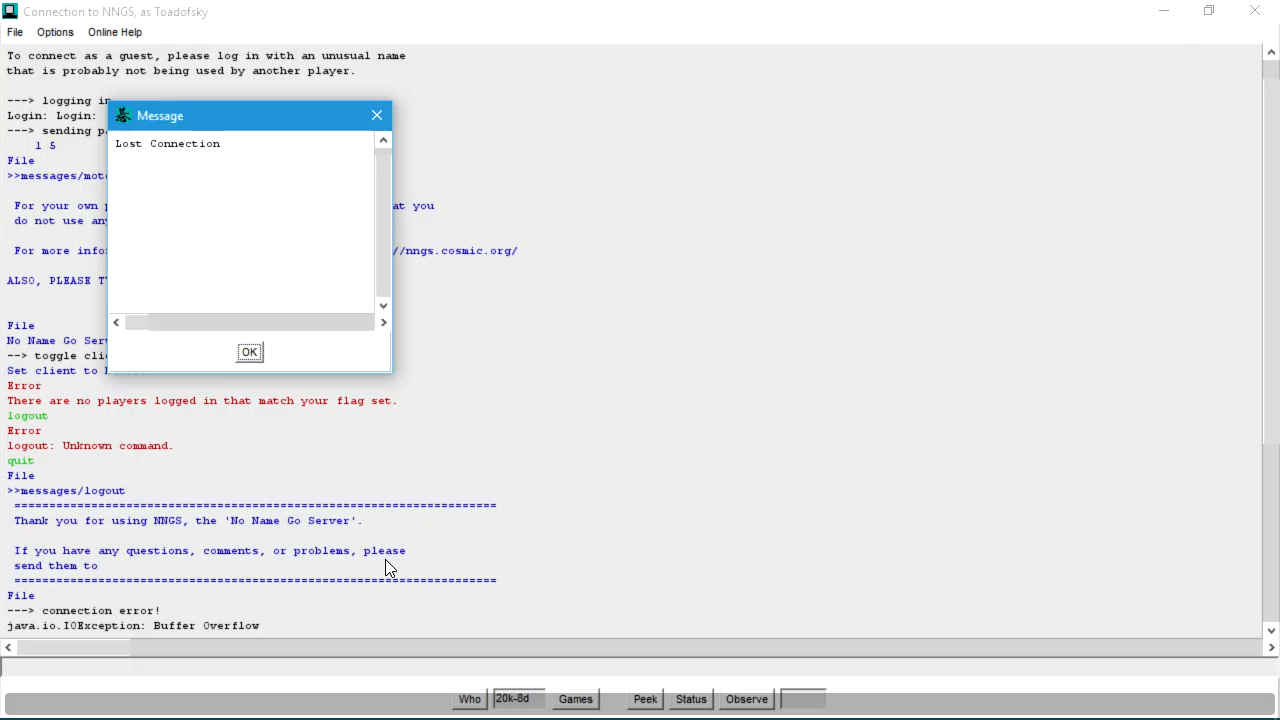 Connection to NNGS, as Toadofsky
File Options Online Help
To connect as a guest, please log in with an unusual name
that is probably not being used by another player.
---> logging in
Login: Login:
---> sending p
1 5
File
>>messages/mot
For your own
at you
do not use any
For more info
//nngs.cosmic.org/
ALSO, PLEASE T
File
No Name Go Ser
--> toggle cli
Set client to
Error
There are no players logged in that match your flag set.
logout
Error
logout: Unknown command.
quit
File
>>messages/logout
======================================================================
Thank you for using NNGS, the 'No Name Go Server'.
If you have any questions, comments, or problems, please
send them to
======================================================================
File
---> connection error!
java.io.IOException: Buffer Overflow
Message
Lost Connection
OK
Who 20k-8d Games Peek Status Observe